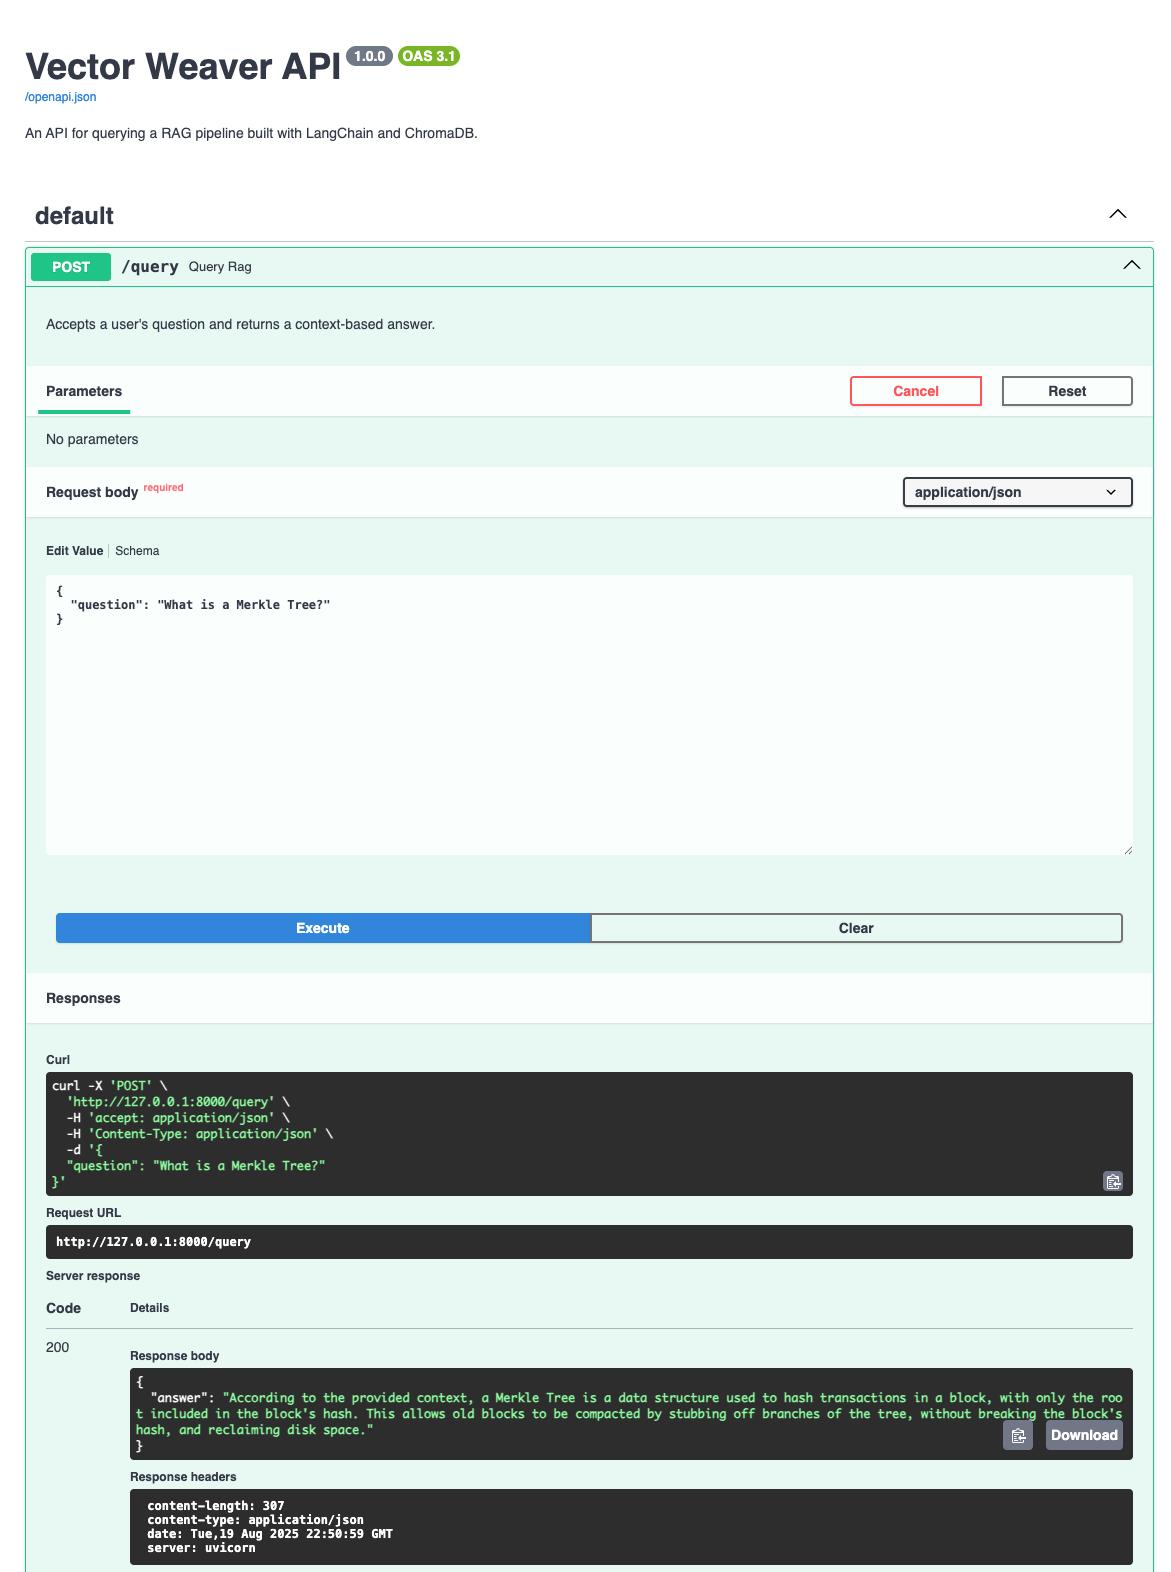 Vector Weaver API 1.0.0 OAS 3.1
/openapi.json
An API for querying a RAG pipeline built with LangChain and ChromaDB.
default
POST /query Query Rag
Accepts a user's question and returns a context-based answer.
Parameters Cancel Reset
No parameters
Request body required application/json
Edit Value Schema
{
  "question": "What is a Merkle Tree?"
}
Execute Clear
Responses
Curl
curl -X 'POST' \
  'http://127.0.0.1:8000/query' \
  -H 'accept: application/json' \
  -H 'Content-Type: application/json' \
  -d '{
  "question": "What is a Merkle Tree?"
}'
Request URL
http://127.0.0.1:8000/query
Server response
Code Details
200
Response body
{
  "answer": "According to the provided context, a Merkle Tree is a data structure used to hash transactions in a block, with only the roo
t included in the block's hash. This allows old blocks to be compacted by stubbing off branches of the tree, without breaking the block's
hash, and reclaiming disk space."
}
Download
Response headers
content-length: 307
content-type: application/json
date: Tue,19 Aug 2025 22:50:59 GMT
server: uvicorn